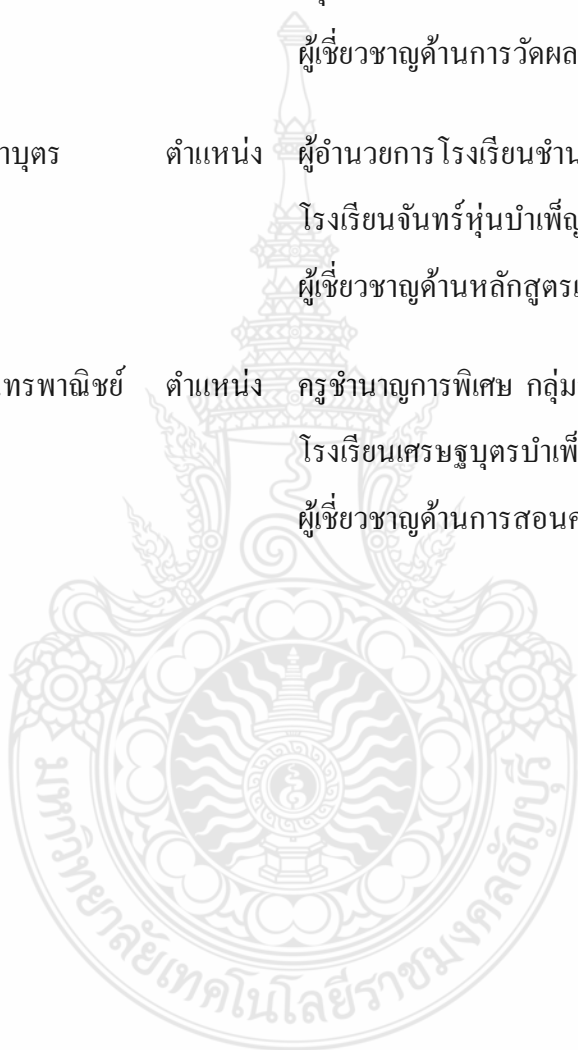 ผู้เชี่ยวชาญด้านการวัดผล
าบุตร ตำแหน่ง ผู้อำนวยการโรงเรียนชำน
โรงเรียนจันทร์หุ่นบำเพ็ญ
ผู้เชี่ยวชาญด้านหลักสูตรแ
ทรพาณิชย์ ตำแหน่ง ครูชำนาญการพิเศษ กลุ่ม
โรงเรียนเศรษฐบุตรบำเพ็
ผู้เชี่ยวชาญด้านการสอนค
มหาวิทยาลัยเทคโนโลยีราชมงคลธัญบุรี